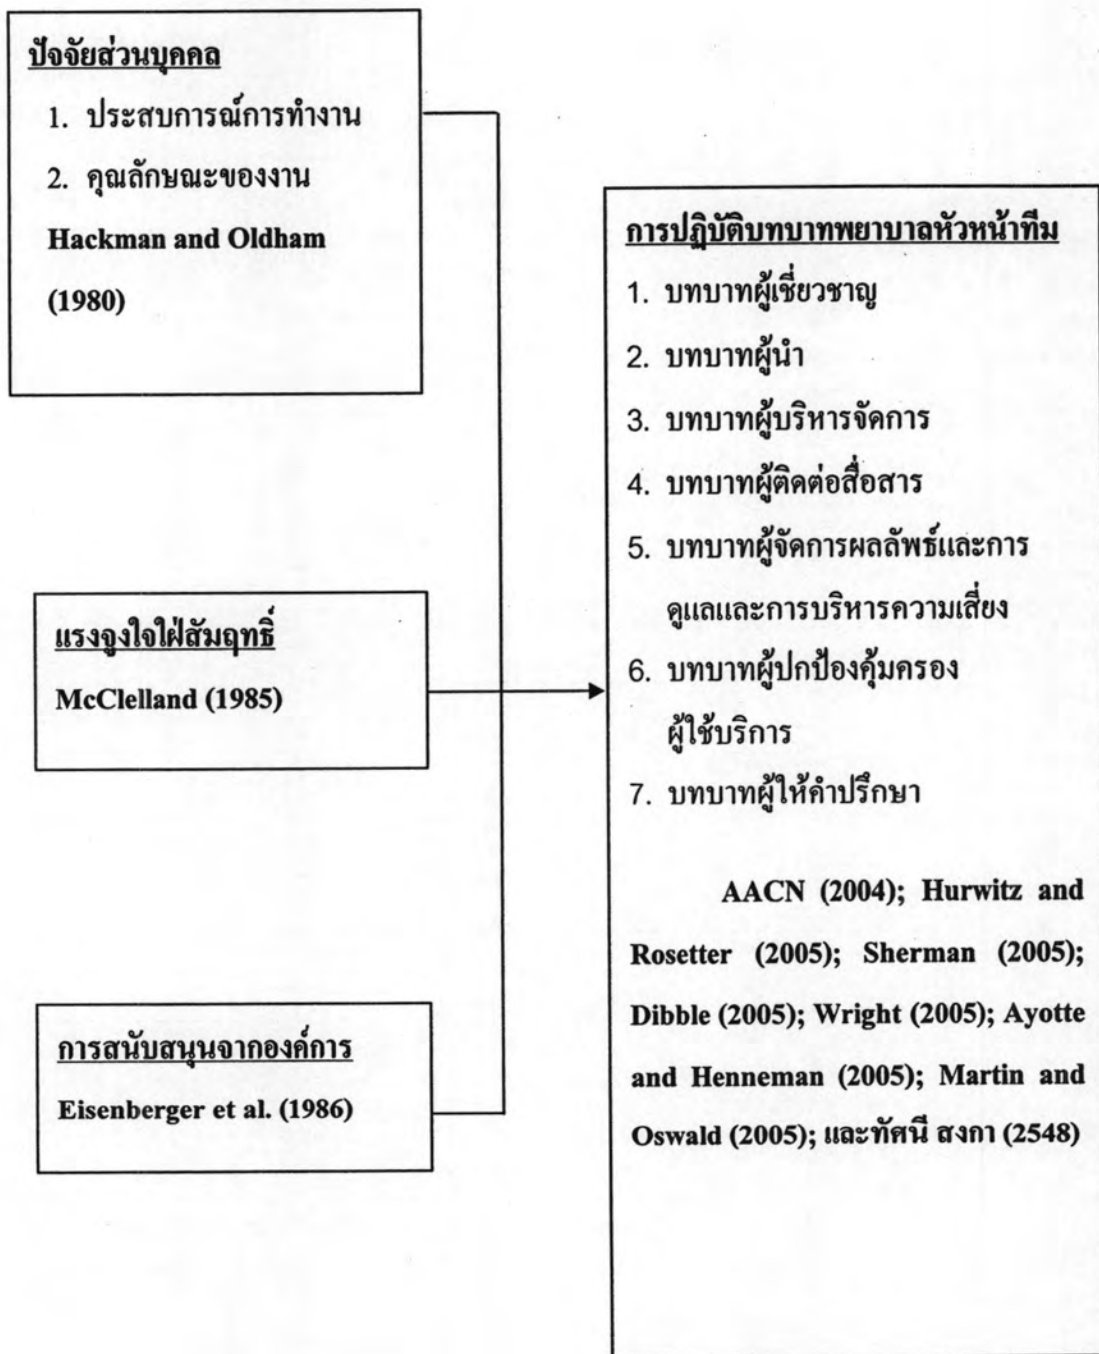 ปัจจัยส่วนบุคคล
1. ประสบการณ์การทำงาน
2. คุณลักษณะของงาน
Hackman and Oldham
(1980)
แรงจูงใจใฝ่สัมฤทธิ์
McClelland (1985)
การสนับสนุนจากองค์การ
Eisenberger et al. (1986)
การปฏิบัติบทบาทพยาบาลหัวหน้าทีม
1. บทบาทผู้เชี่ยวชาญ
2. บทบาทผู้นำ
3. บทบาทผู้บริหารจัดการ
4. บทบาทผู้ติดต่อสื่อสาร
5. บทบาทผู้จัดการผลลัพธ์และการ
ดูแลและการบริหารความเสี่ยง
6. บทบาทผู้ปกป้องคุ้มครอง
ผู้ใช้บริการ
7. บทบาทผู้ให้คำปรึกษา
AACN (2004); Hurwitz and
Rosetter (2005); Sherman (2005);
Dibble (2005); Wright (2005); Ayotte
and Henneman (2005); Martin and
Oswald (2005); และทัศนี สงกา (2548)